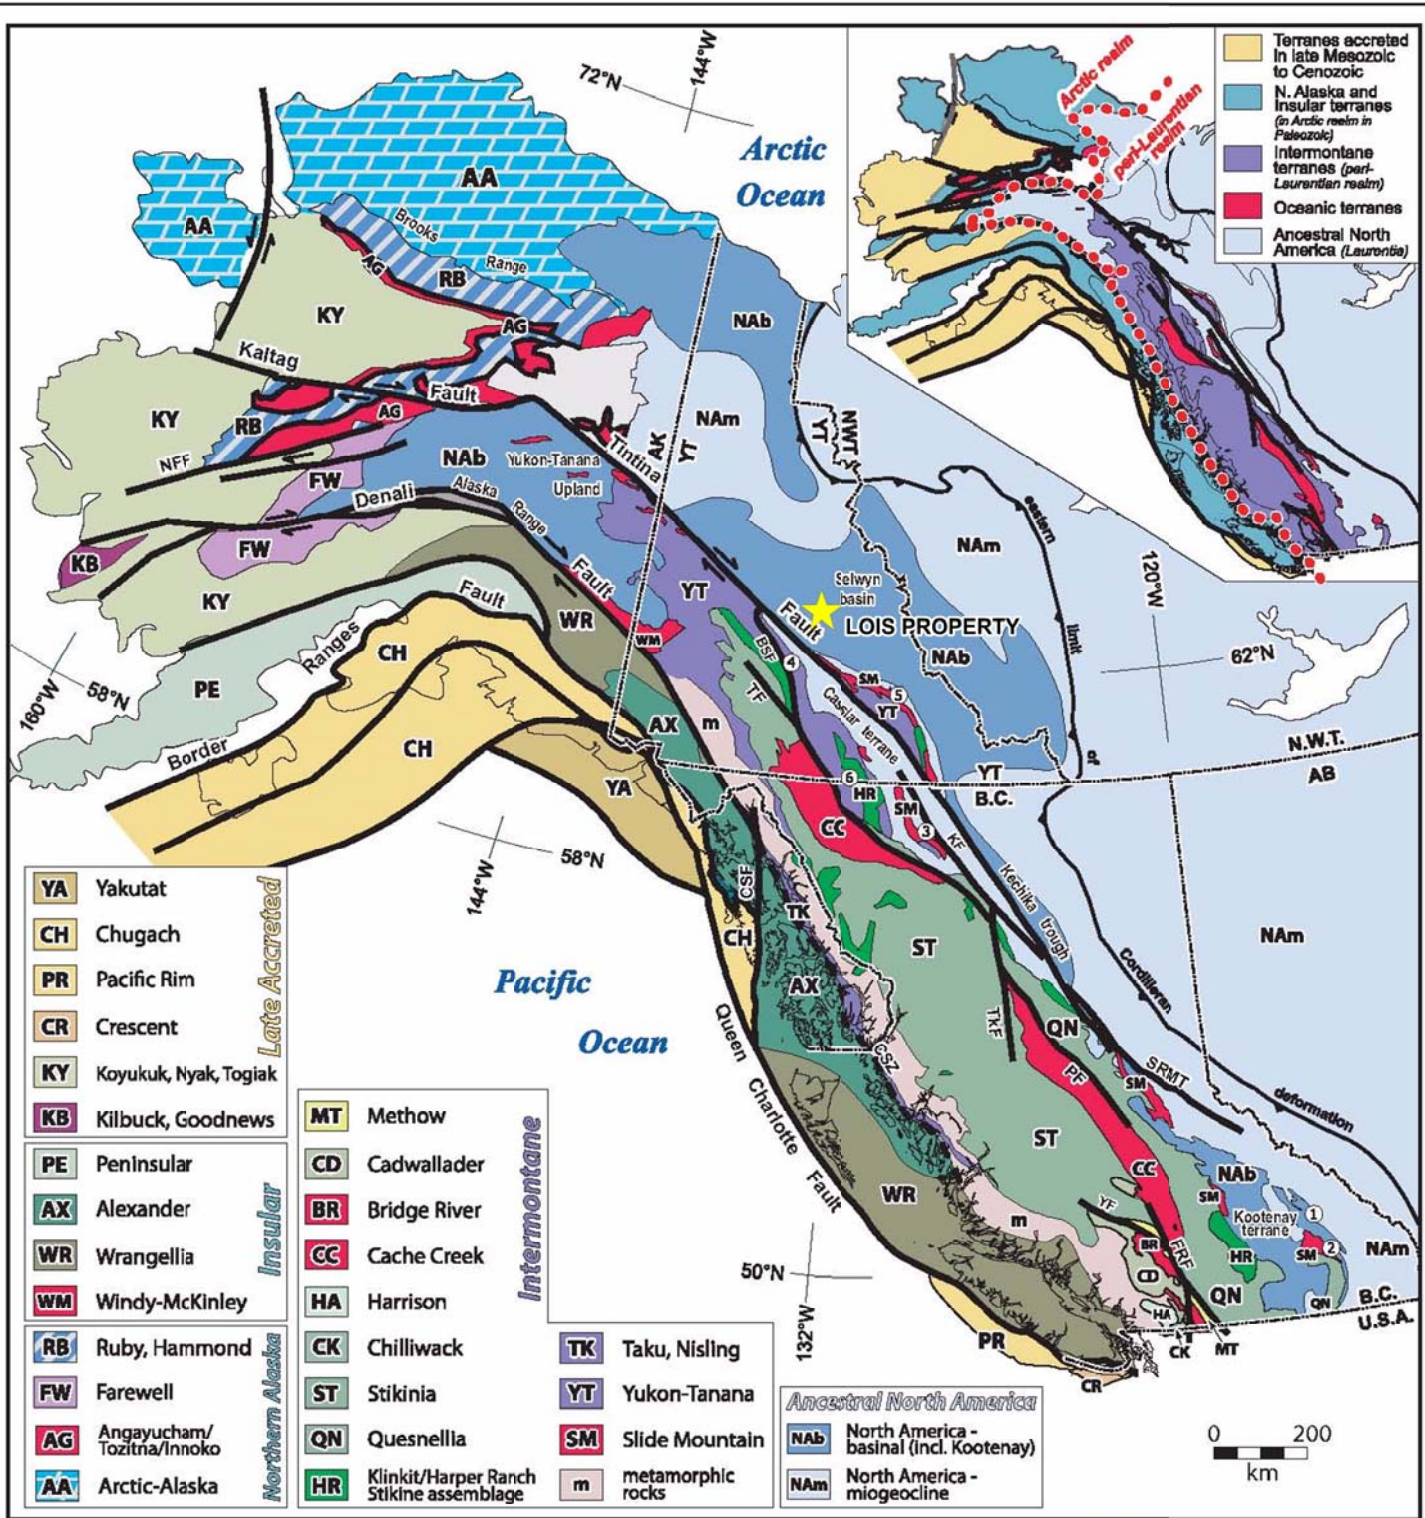 72°N
144°W
Arctic
Ocean
AA
AA
Brooks
Range
AG
RB
KY
AG
NAb
Kaltag
Fault
KY
RB
AG
NAm
AK
YT
NWT
YT
NFF
FW
NAb
Yukon-Tanana
Upland
Tintina
Denali
Alaska
Range
Fault
FW
KB
KY
WR
WM
YT
Fault
Selwyn
basin
LOIS PROPERTY
NAb
NAm
eastern
limit
of
Cordilleran
deformation
120°W
62°N
160°W
58°N
PE
Border
Ranges
Fault
CH
CH
YA
AX
m
BSF
TF
4
SM
5
YT
Cassiar terrane
YT
B.C.
N.W.T.
AB
6
HR
CC
SM
3
KF
Kechika trough
144°W
58°N
CSF
CH
TK
AX
ST
NAm
Pacific
Ocean
Queen
Charlotte
Fault
CSZ
TkF
QN
PF
SM
SRMT
ST
CC
WR
m
YF
NAb
SM
Kootenay
terrane
1
SM
2
NAm
BR
CD
FRF
HR
QN
QN
HA
B.C.
U.S.A.
50°N
132°W
PR
CR
CK
MT
Arctic realm
peri-Laurentian
realm
Terranes accreted
in late Mesozoic
to Cenozoic
N. Alaska and
Insular terranes
(in Arctic realm in
Paleozoic)
Intermontane
terranes (peri-
Laurentian realm)
Oceanic terranes
Ancestral North
America (Laurentia)
Late Accreted
YA Yakutat
CH Chugach
PR Pacific Rim
CR Crescent
KY Koyukuk, Nyak, Togiak
KB Kilbuck, Goodnews
Insular
PE Peninsular
AX Alexander
WR Wrangellia
WM Windy-McKinley
Northern Alaska
RB Ruby, Hammond
FW Farewell
AG Angayucham/
Tozitna/Innoko
AA Arctic-Alaska
Intermontane
MT Methow
CD Cadwallader
BR Bridge River
CC Cache Creek
HA Harrison
CK Chilliwack
ST Stikinia
QN Quesnellia
HR Klinkit/Harper Ranch
Stikine assemblage
TK Taku, Nisling
YT Yukon-Tanana
SM Slide Mountain
m metamorphic
rocks
Ancestral North America
NAb North America -
basinal (incl. Kootenay)
NAm North America -
miogeocline
0 200
km